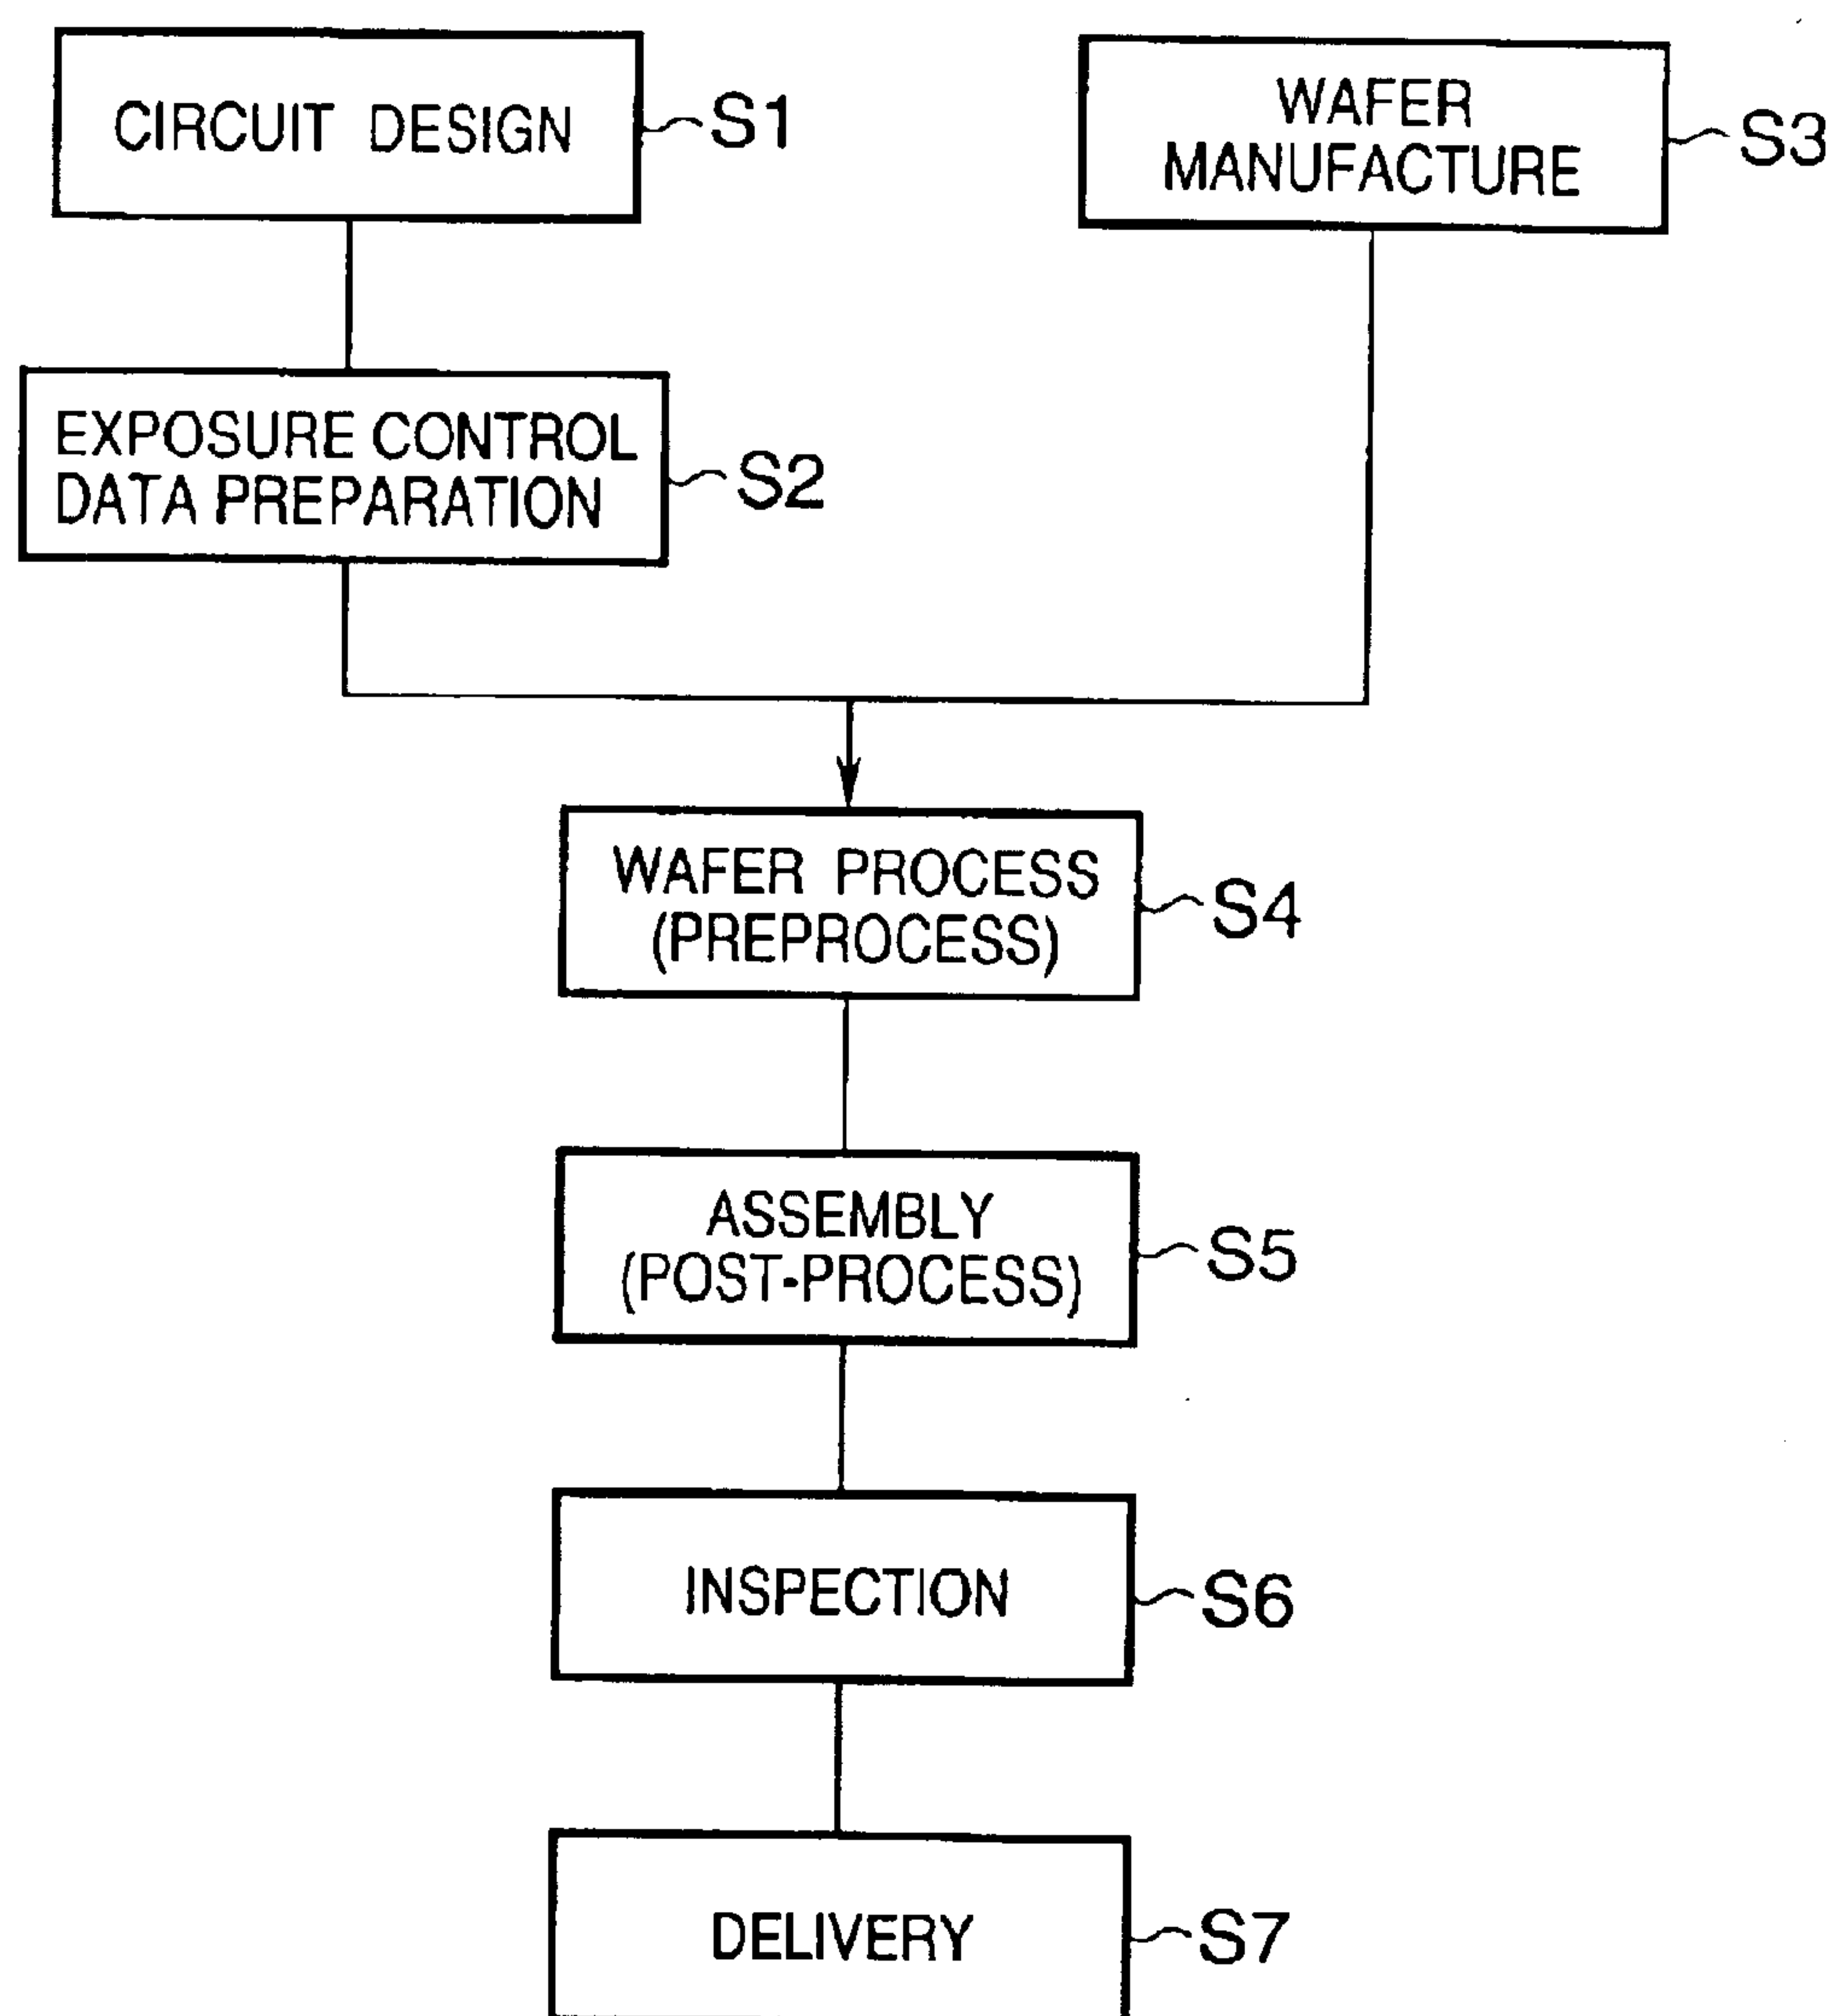 CIRCUIT DESIGN
S1
WAFER
MANUFACTURE
S3
EXPOSURE CONTROL
DATA PREPARATION
S2
WAFER PROCESS
(PREPROCESS)
S4
ASSEMBLY
(POST-PROCESS)
S5
INSPECTION
S6
DELIVERY
S7